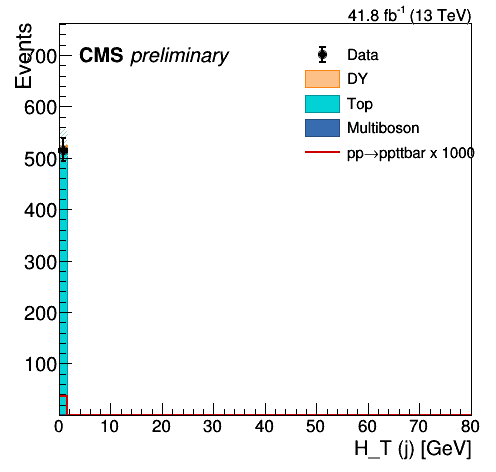 41.8 fb⁻¹ (13 TeV)
Events
CMS preliminary
Data
DY
Top
Multiboson
pp→ppttbar x 1000
700
600
500
400
300
200
100
0 10 20 30 40 50 60 70 80
H_T (j) [GeV]